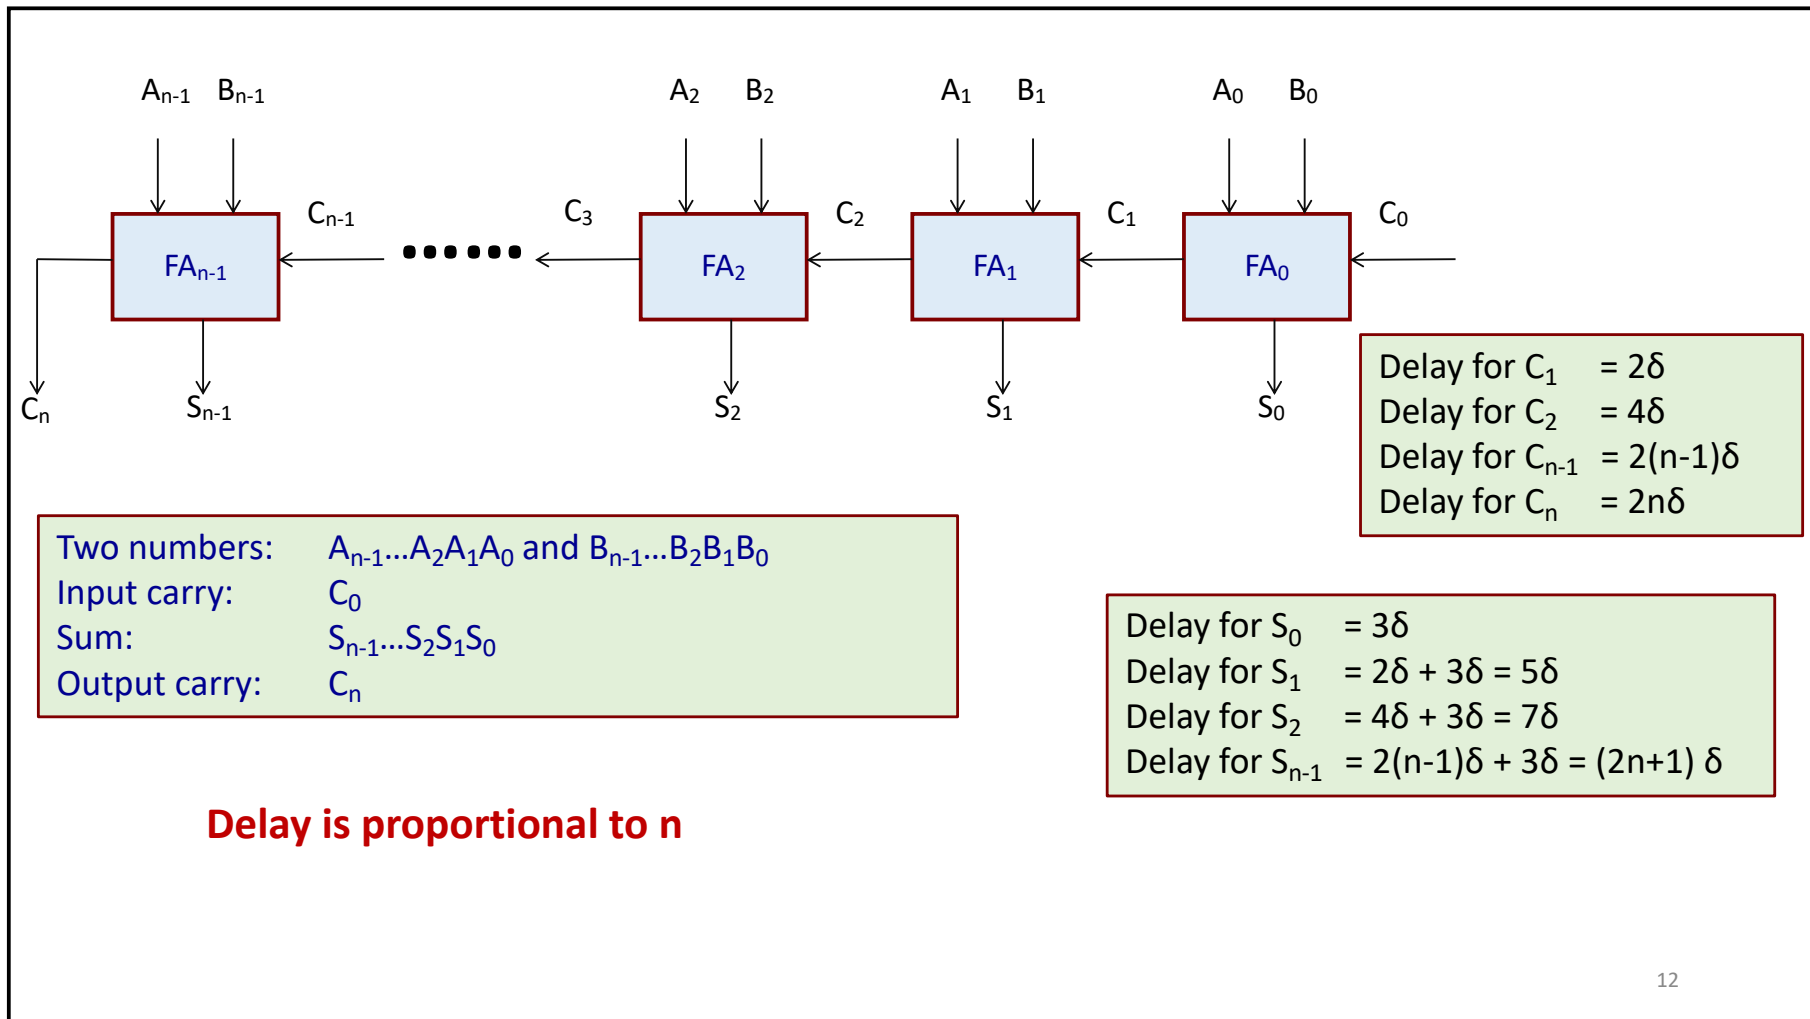 Aₙ₋₁ Bₙ₋₁ A₂ B₂ A₁ B₁ A₀ B₀
Cₙ₋₁ C₃ C₂ C₁ C₀
FAₙ₋₁ FA₂ FA₁ FA₀
Cₙ Sₙ₋₁ S₂ S₁ S₀
Delay for C₁ = 2δ
Delay for C₂ = 4δ
Delay for Cₙ₋₁ = 2(n-1)δ
Delay for Cₙ = 2nδ
Two numbers: Aₙ₋₁...A₂A₁A₀ and Bₙ₋₁...B₂B₁B₀
Input carry: C₀
Sum: Sₙ₋₁...S₂S₁S₀
Output carry: Cₙ
Delay for S₀ = 3δ
Delay for S₁ = 2δ + 3δ = 5δ
Delay for S₂ = 4δ + 3δ = 7δ
Delay for Sₙ₋₁ = 2(n-1)δ + 3δ = (2n+1) δ
Delay is proportional to n
12